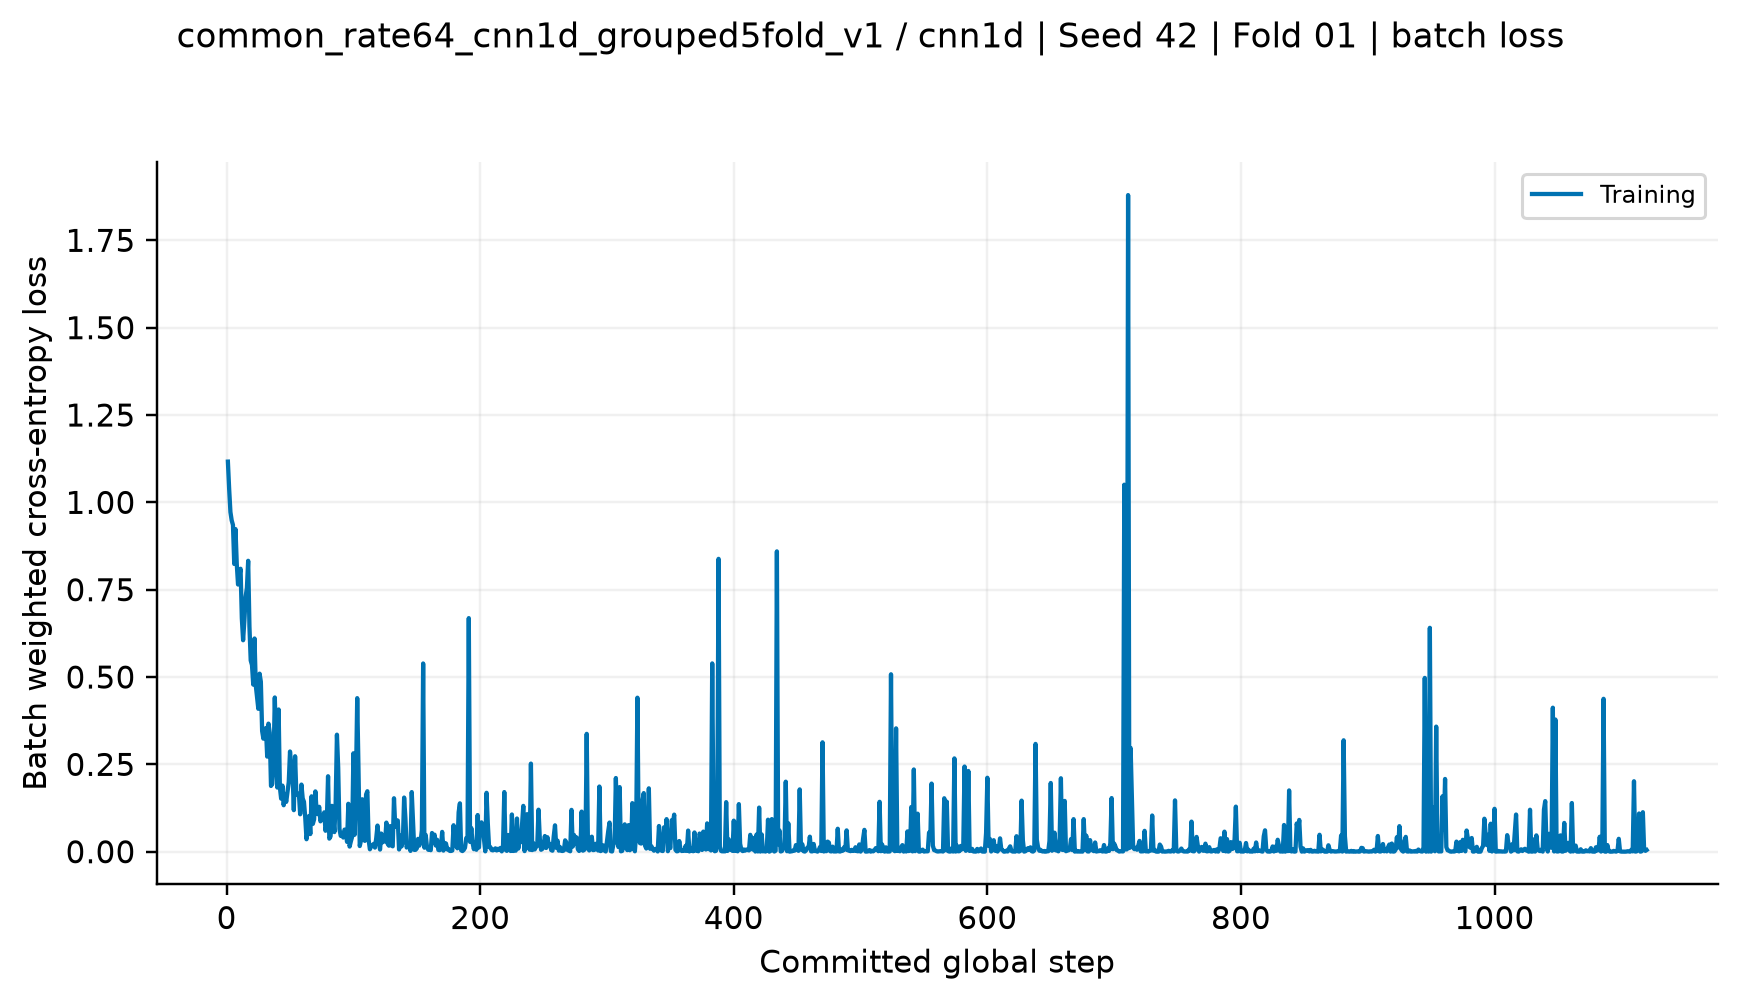 common_rate64_cnn1d_grouped5fold_v1 / cnn1d | Seed 42 | Fold 01 | batch loss
Training
Batch weighted cross-entropy loss
1.75
1.50
1.25
1.00
0.75
0.50
0.25
0.00
0 200 400 600 800 1000
Committed global step